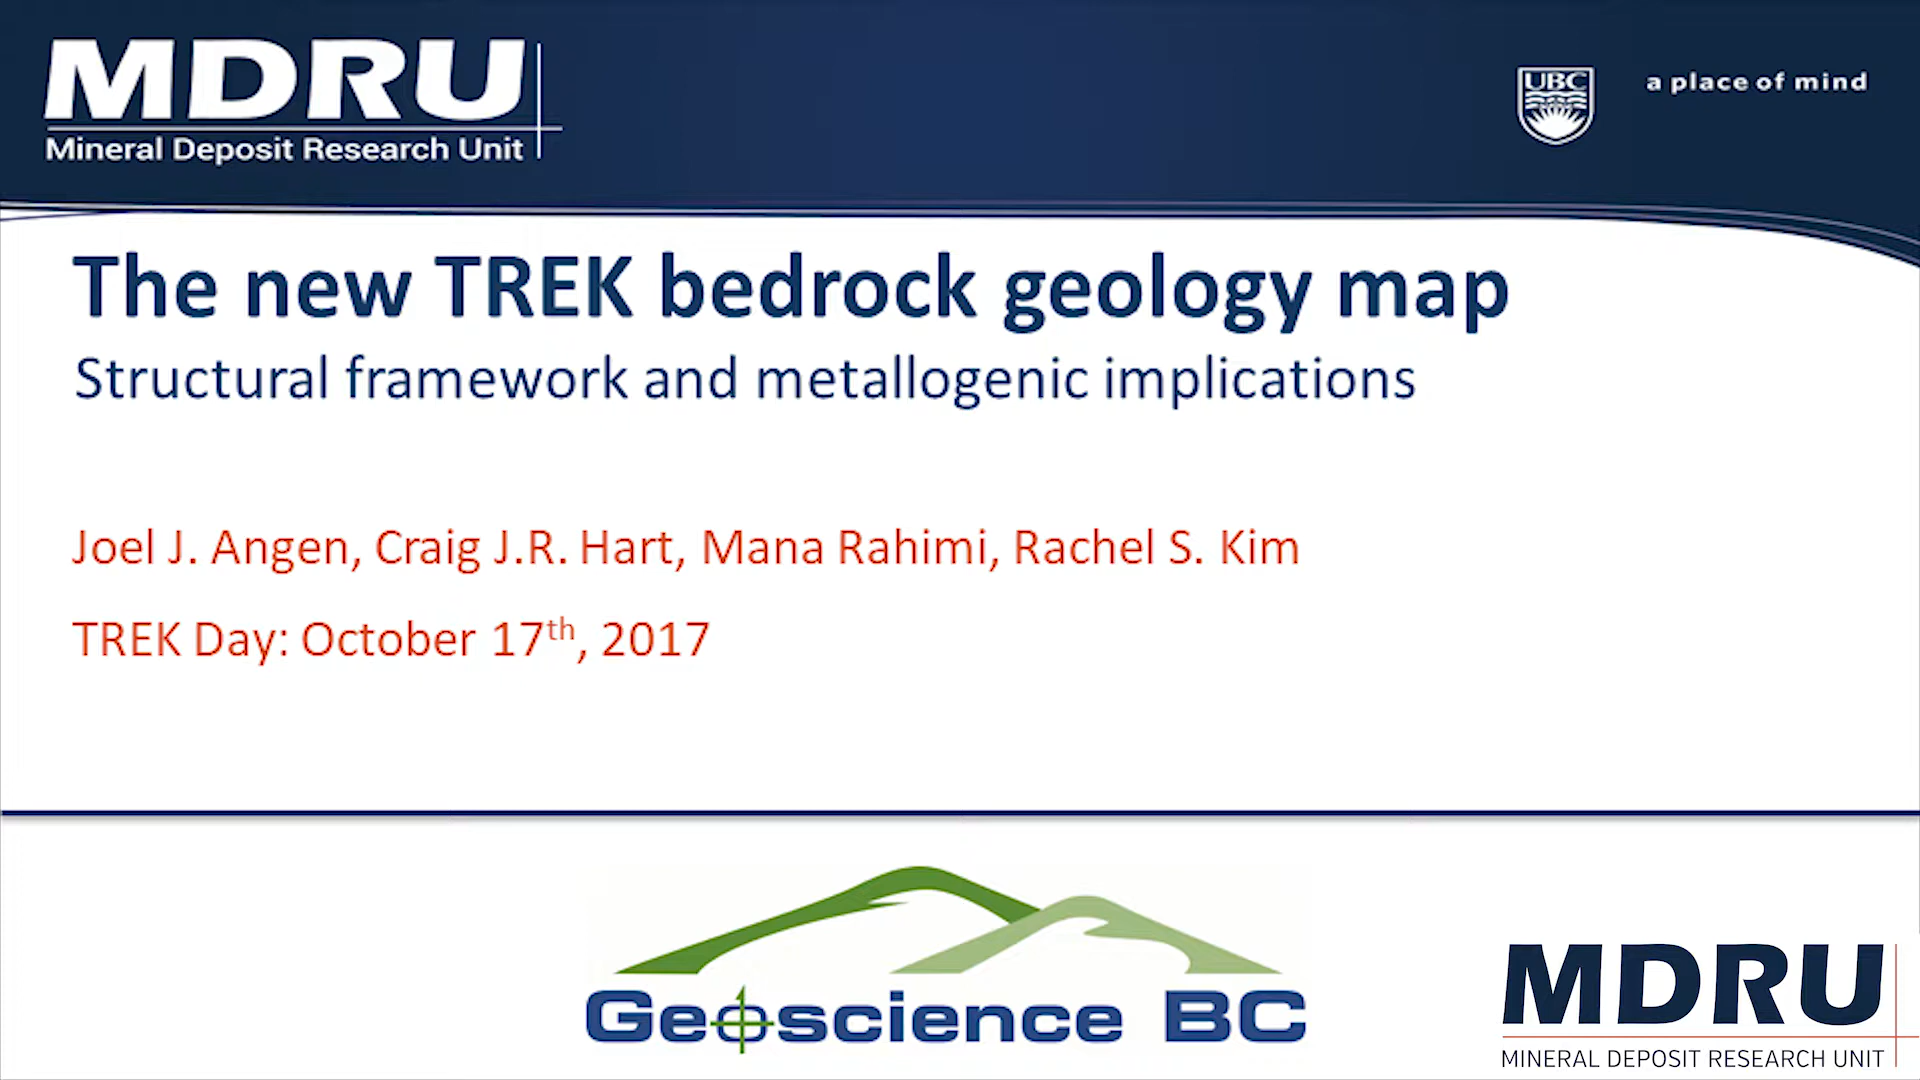 MDRU
Mineral Deposit Research Unit
UBC
a place of mind
The new TREK bedrock geology map
Structural framework and metallogenic implications
Joel J. Angen, Craig J.R. Hart, Mana Rahimi, Rachel S. Kim
TREK Day: October 17th, 2017
Geoscience BC
MDRU
MINERAL DEPOSIT RESEARCH UNIT